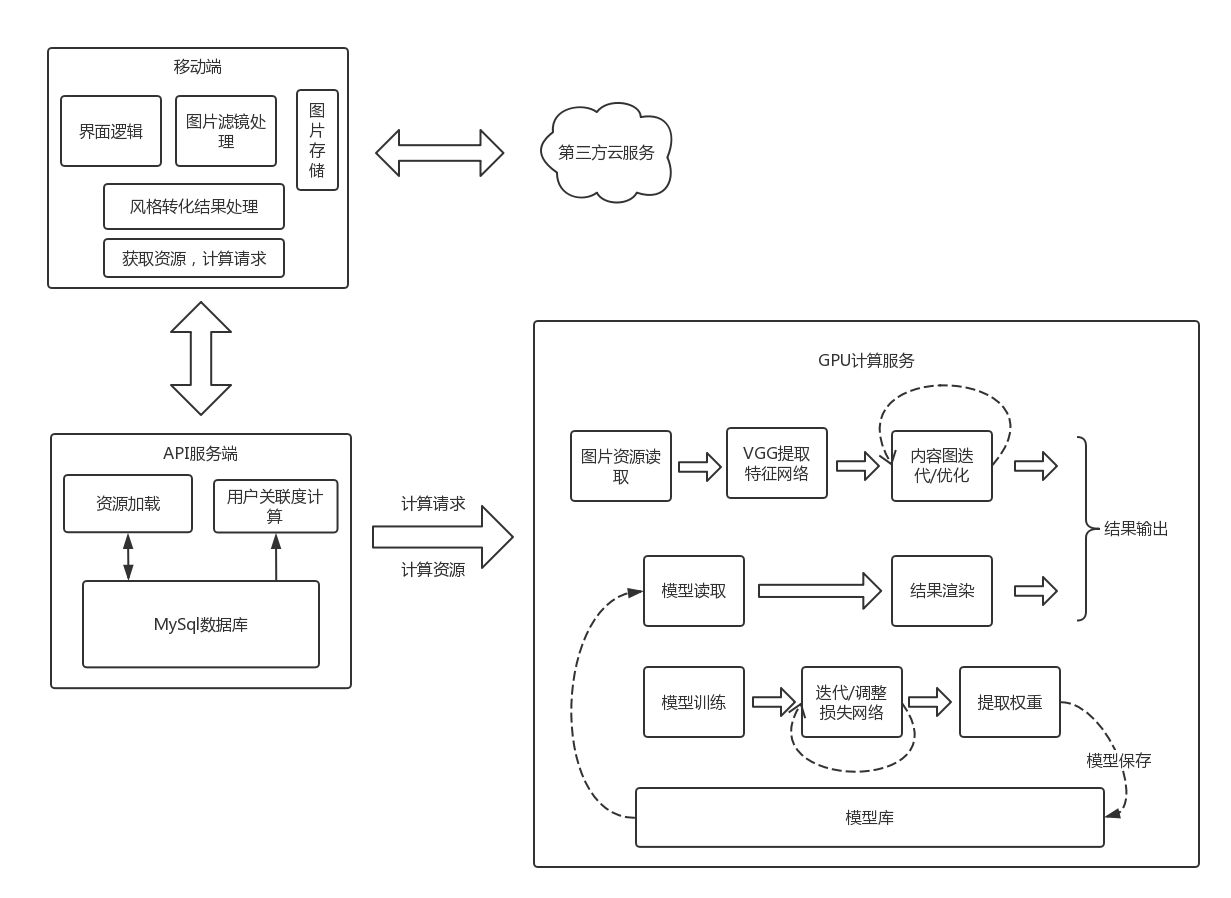 移动端
界面逻辑
图片滤镜处
理
图
片
存
储
风格转化结果处理
获取资源，计算请求
第三方云服务
API服务端
资源加载
用户关联度计
算
MySql数据库
计算请求
计算资源
GPU计算服务
图片资源读
取
VGG提取
特征网络
内容图迭
代/优化
结果输出
模型读取
结果渲染
模型训练
迭代/调整
损失网络
提取权重
模型保存
模型库